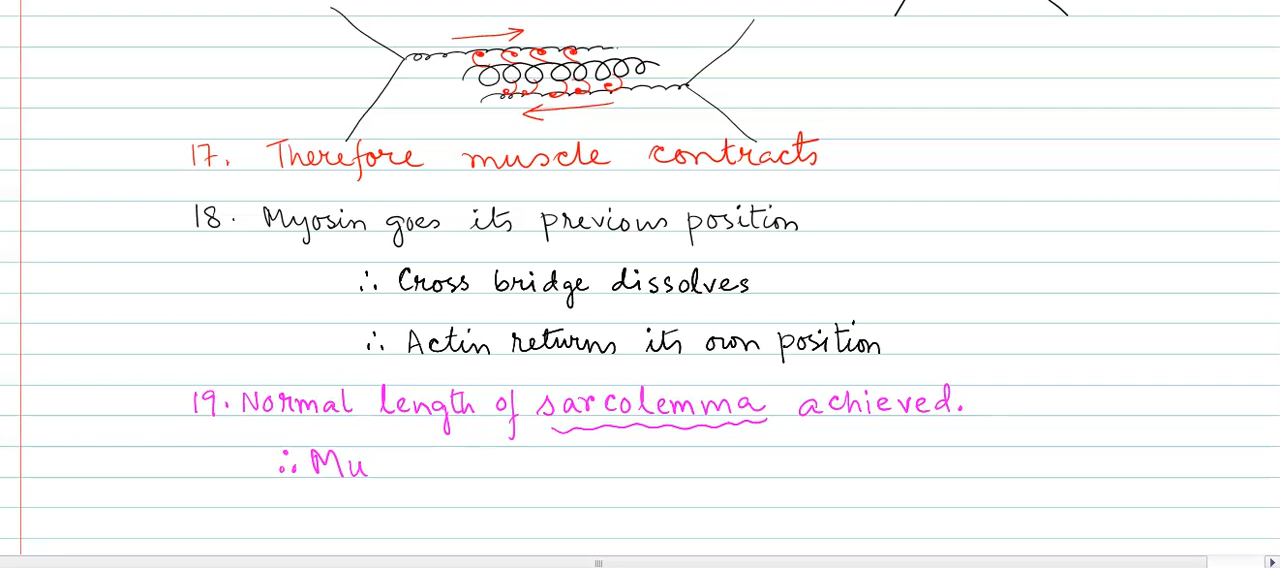 17. Therefore muscle contracts
18. Myosin goes its previous position
∴ Cross bridge dissolves
∴ Actin returns its own position
19. Normal length of sarcolemma achieved.
∴ Mu